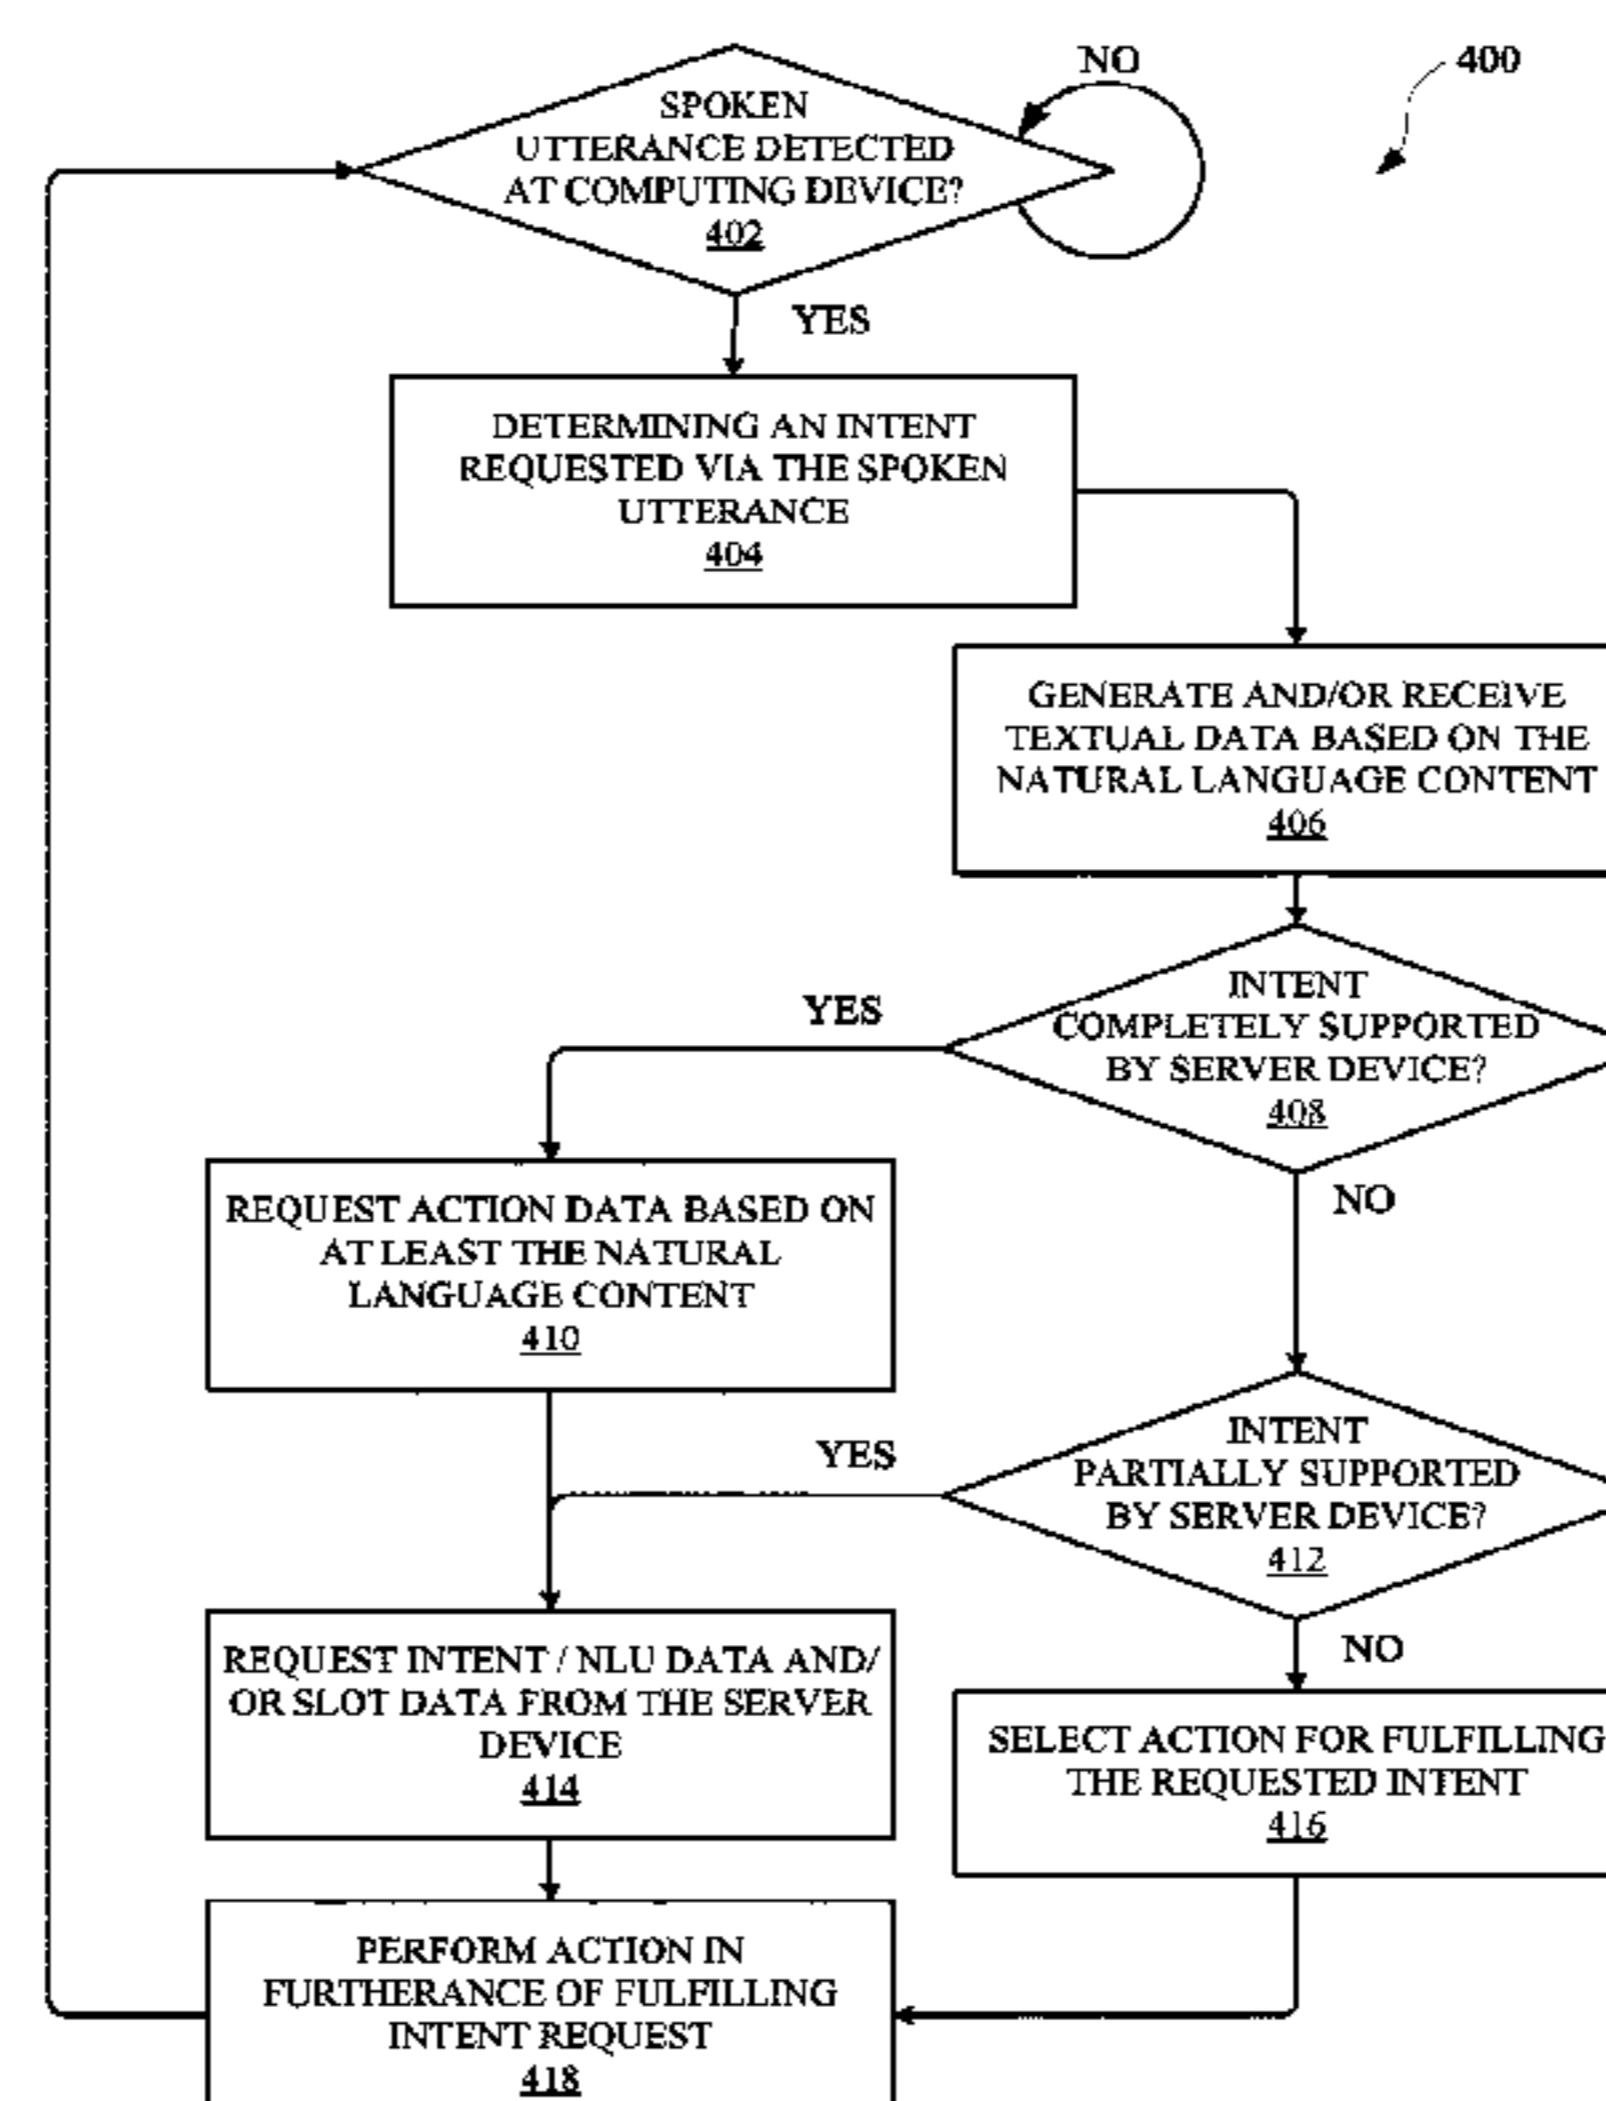 NO
400
SPOKEN
UTTERANCE DETECTED
AT COMPUTING DEVICE?
402
YES
DETERMINING AN INTENT
REQUESTED VIA THE SPOKEN
UTTERANCE
404
GENERATE AND/OR RECEIVE
TEXTUAL DATA BASED ON THE
NATURAL LANGUAGE CONTENT
406
INTENT
COMPLETELY SUPPORTED
BY SERVER DEVICE?
408
YES
NO
REQUEST ACTION DATA BASED ON
AT LEAST THE NATURAL
LANGUAGE CONTENT
410
INTENT
PARTIALLY SUPPORTED
BY SERVER DEVICE?
412
YES
NO
REQUEST INTENT / NLU DATA AND/
OR SLOT DATA FROM THE SERVER
DEVICE
414
SELECT ACTION FOR FULFILLING
THE REQUESTED INTENT
416
PERFORM ACTION IN
FURTHERANCE OF FULFILLING
INTENT REQUEST
418